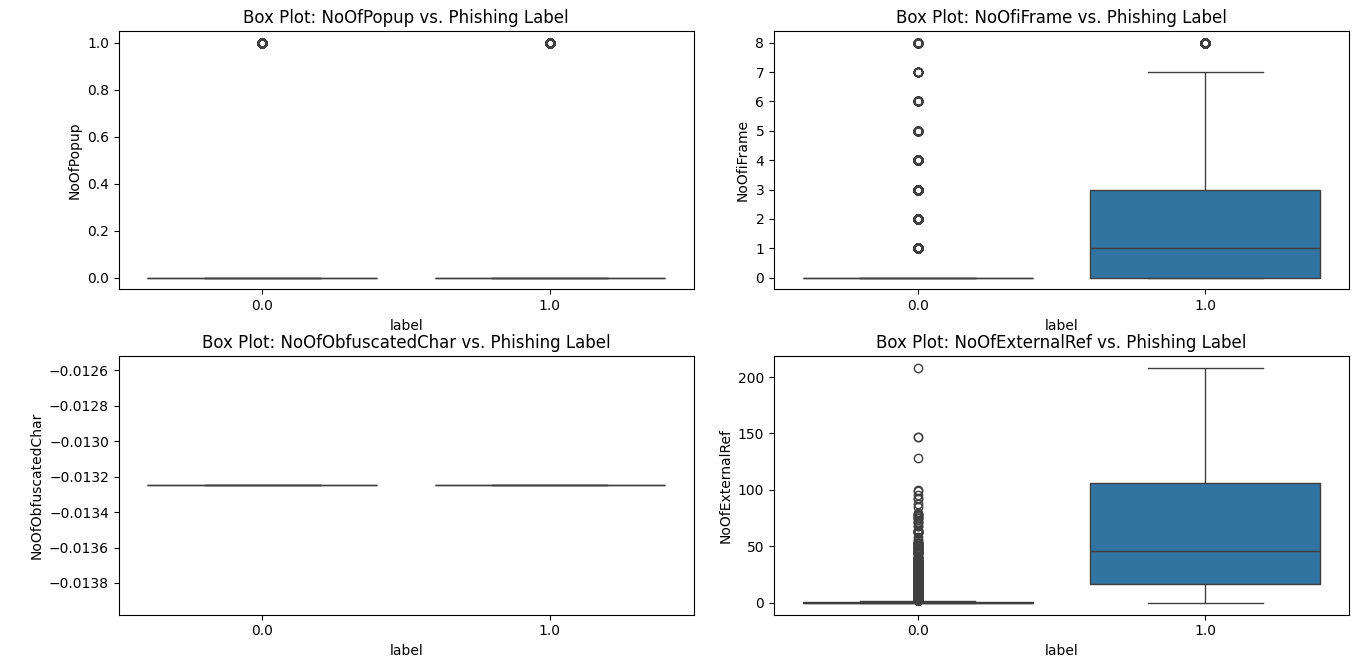 Box Plot: NoOfPopup vs. Phishing Label
1.0
0.8
0.6
0.4
0.2
0.0
NoOfPopup
0.0 1.0
label
Box Plot: NoOfiFrame vs. Phishing Label
8
7
6
5
4
3
2
1
0
NoOfiFrame
0.0 1.0
label
Box Plot: NoOfObfuscatedChar vs. Phishing Label
−0.0126
−0.0128
−0.0130
−0.0132
−0.0134
−0.0136
−0.0138
NoOfObfuscatedChar
0.0 1.0
label
Box Plot: NoOfExternalRef vs. Phishing Label
200
150
100
50
0
NoOfExternalRef
0.0 1.0
label